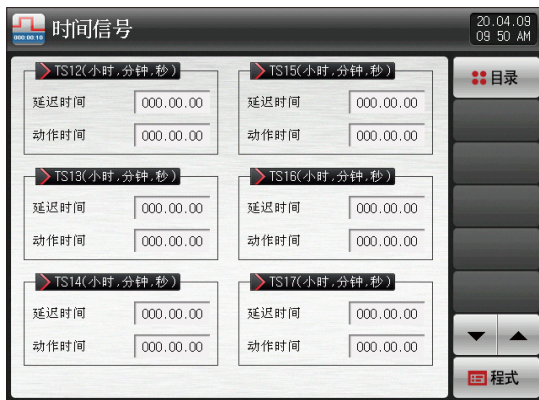 000:00:10
时间信号
20.04.09
09 50 AM
TS12(小时,分钟,秒)
延迟时间 000.00.00
动作时间 000.00.00
TS15(小时,分钟,秒)
延迟时间 000.00.00
动作时间 000.00.00
TS13(小时,分钟,秒)
延迟时间 000.00.00
动作时间 000.00.00
TS16(小时,分钟,秒)
延迟时间 000.00.00
动作时间 000.00.00
TS14(小时,分钟,秒)
延迟时间 000.00.00
动作时间 000.00.00
TS17(小时,分钟,秒)
延迟时间 000.00.00
动作时间 000.00.00
目录
程式